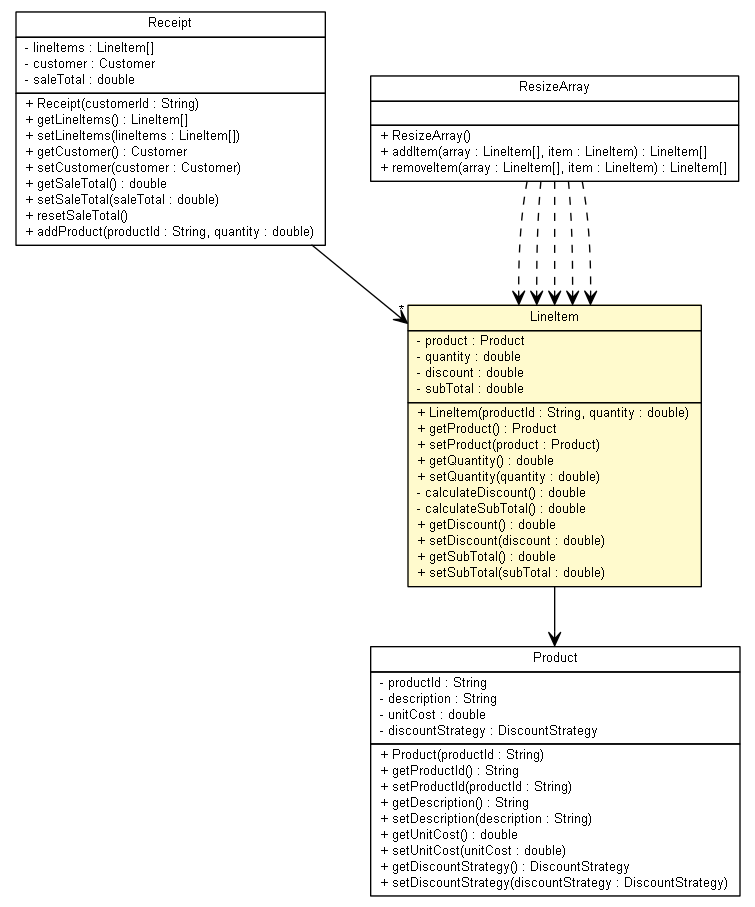 Receipt
- lineItems : LineItem[]
- customer : Customer
- saleTotal : double
+ Receipt(customerId : String)
+ getLineItems() : LineItem[]
+ setLineItems(lineItems : LineItem[])
+ getCustomer() : Customer
+ setCustomer(customer : Customer)
+ getSaleTotal() : double
+ setSaleTotal(saleTotal : double)
+ resetSaleTotal()
+ addProduct(productId : String, quantity : double)
ResizeArray
+ ResizeArray()
+ addItem(array : LineItem[], item : LineItem) : LineItem[]
+ removeItem(array : LineItem[], item : LineItem) : LineItem[]
*
LineItem
- product : Product
- quantity : double
- discount : double
- subTotal : double
+ LineItem(productId : String, quantity : double)
+ getProduct() : Product
+ setProduct(product : Product)
+ getQuantity() : double
+ setQuantity(quantity : double)
- calculateDiscount() : double
- calculateSubTotal() : double
+ getDiscount() : double
+ setDiscount(discount : double)
+ getSubTotal() : double
+ setSubTotal(subTotal : double)
Product
- productId : String
- description : String
- unitCost : double
- discountStrategy : DiscountStrategy
+ Product(productId : String)
+ getProductId() : String
+ setProductId(productId : String)
+ getDescription() : String
+ setDescription(description : String)
+ getUnitCost() : double
+ setUnitCost(unitCost : double)
+ getDiscountStrategy() : DiscountStrategy
+ setDiscountStrategy(discountStrategy : DiscountStrategy)